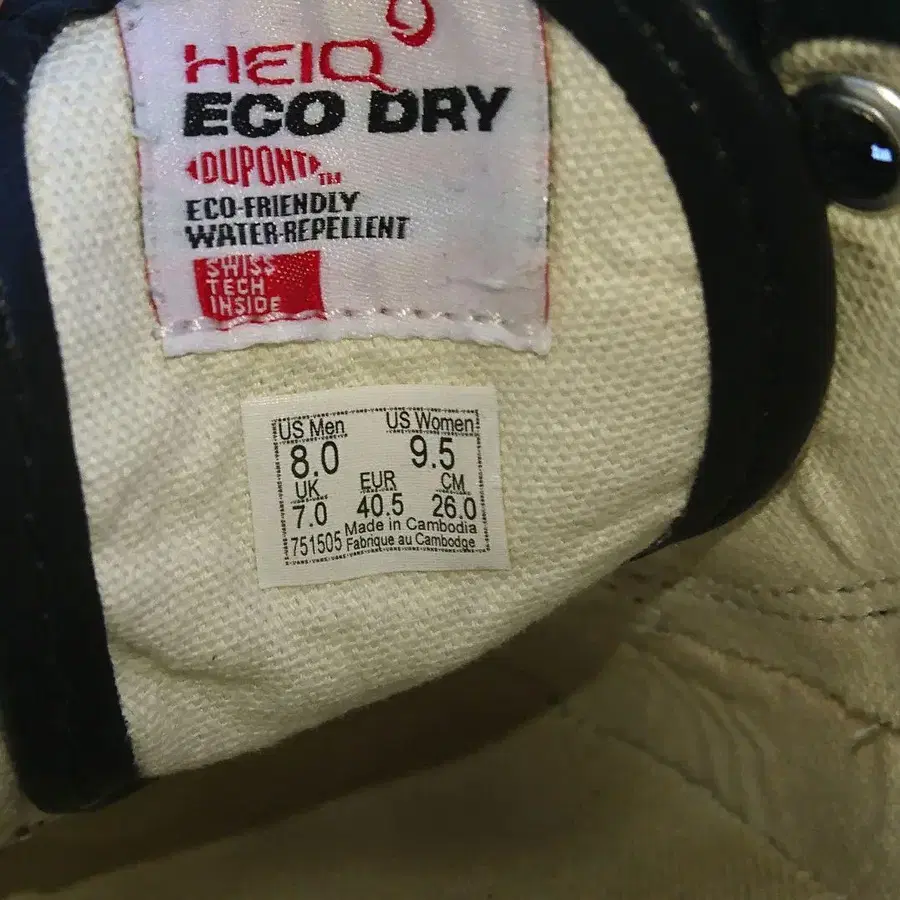 HEIQ
ECO DRY
DUPONT TM
ECO-FRIENDLY
WATER-REPELLENT
SWISS
TECH
INSIDE
US Men US Women
8.0 9.5
UK EUR CM
7.0 40.5 26.0
Made in Cambodia
751505 Fabrique au Cambodge